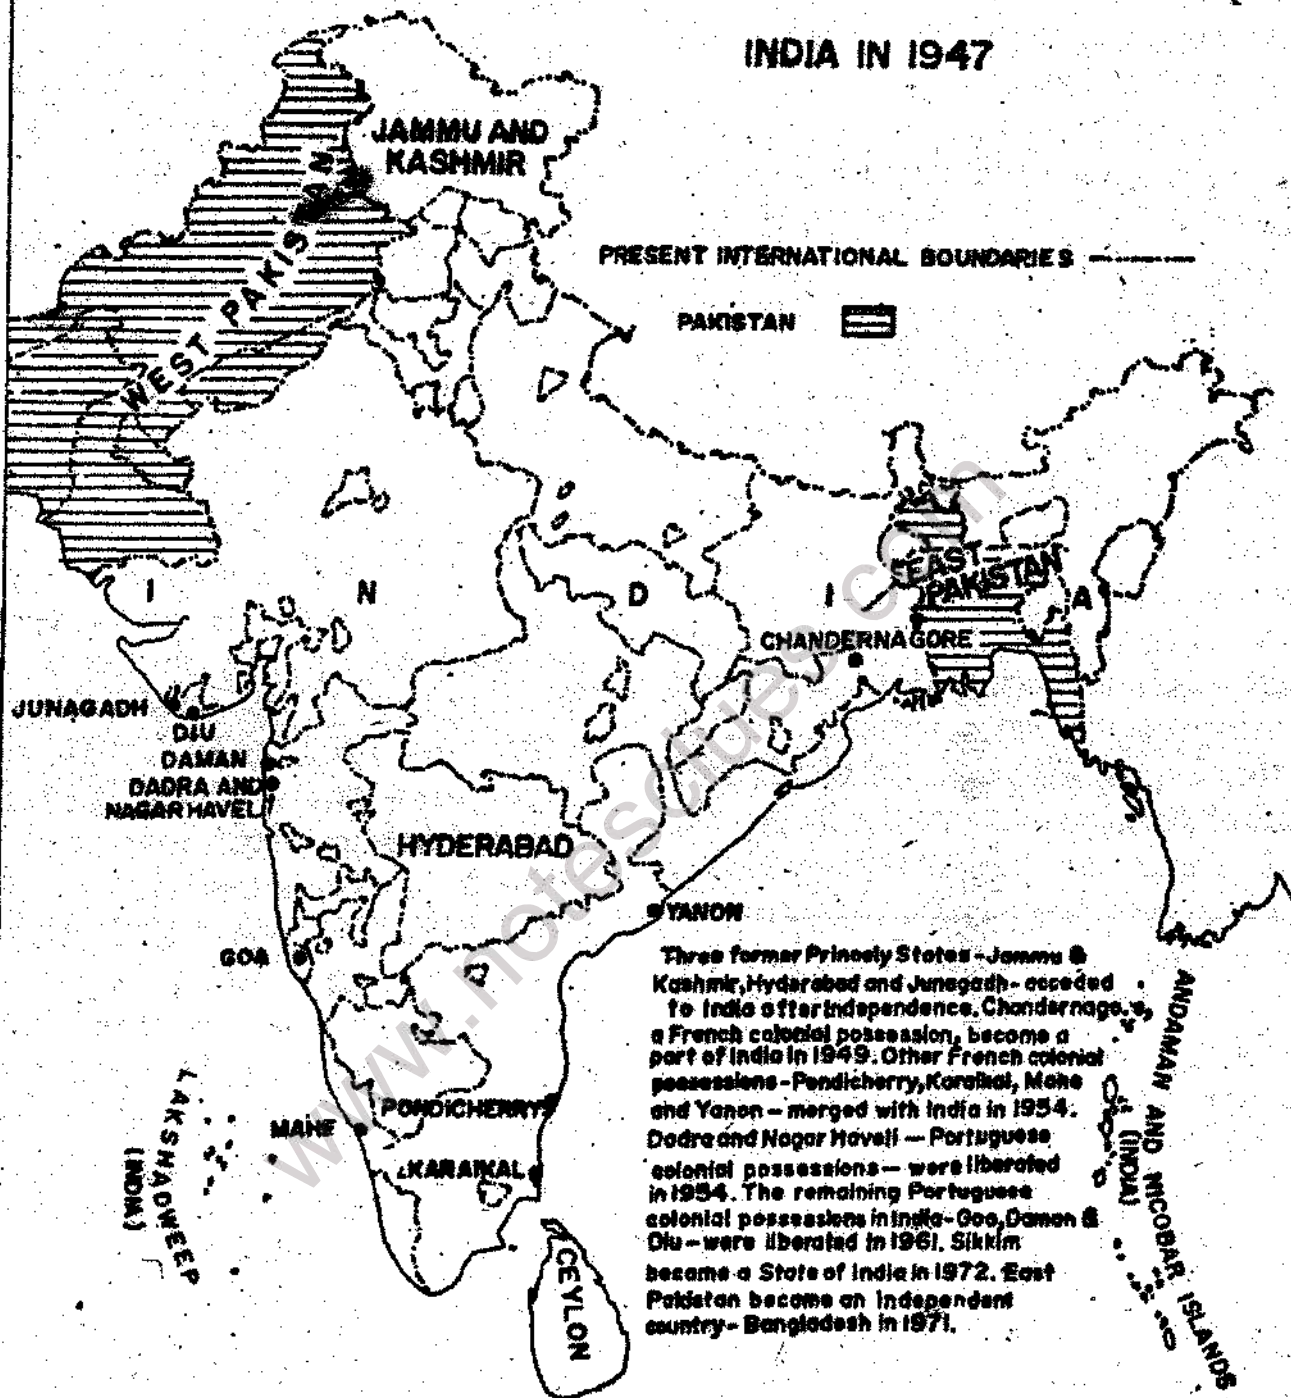 INDIA IN 1947
JAMMU AND
KASHMIR
PRESENT INTERNATIONAL BOUNDARIES
PAKISTAN
WEST PAKISTAN
EAST
PAKISTAN
I N D I A
CHANDERNAGORE
JUNAGADH
DIU
DAMAN
DADRA AND
NAGAR HAVELI
HYDERABAD
YANON
GOA
Three former Princely States-Jammu &
Kashmir, Hyderabad and Junagadh- acceded
to India after independence. Chandernagore,
a French colonial possession, become a
part of India in 1949. Other French colonial
possessions-Pondicherry, Karaikal, Mahe
and Yanon - merged with India in 1954.
Dadra and Nagar Haveli - Portuguese
colonial possessions - were liberated
in 1954. The remaining Portuguese
colonial possessions in India-Goa, Daman &
Diu - were liberated in 1961. Sikkim
became a State of India in 1972. East
Pakistan became an independent
country- Bangladesh in 1971.
PONDICHERRY
MAHE
KARAIKAL
LAKSHADWEEP
(INDIA)
ANDAMAN AND NICOBAR ISLANDS
(INDIA)
CEYLON
www.notesclues.com